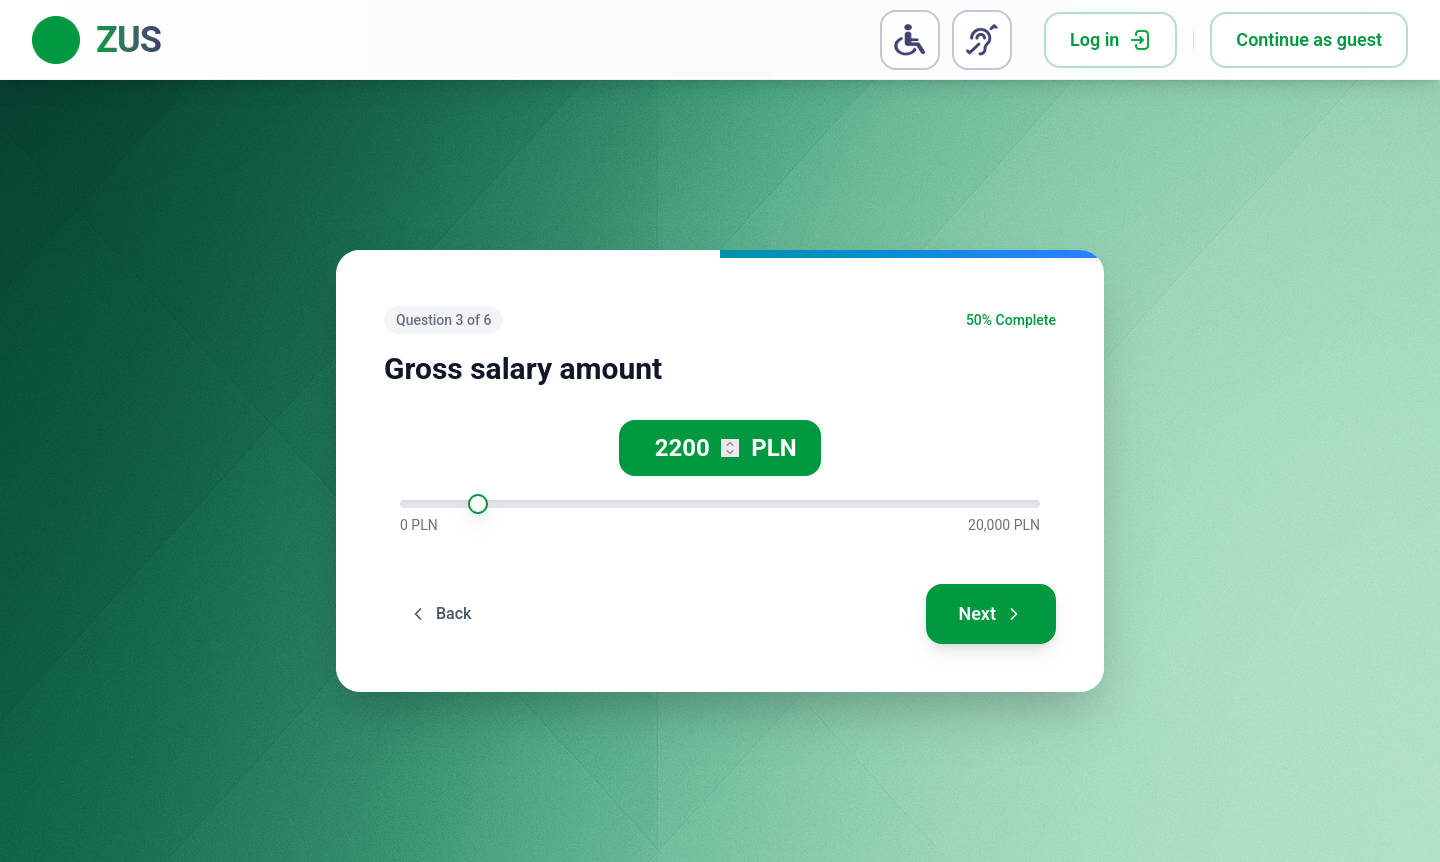 ZUS
Log in
Continue as guest
Question 3 of 6
50% Complete
Gross salary amount
2200 PLN
0 PLN
20,000 PLN
Back
Next